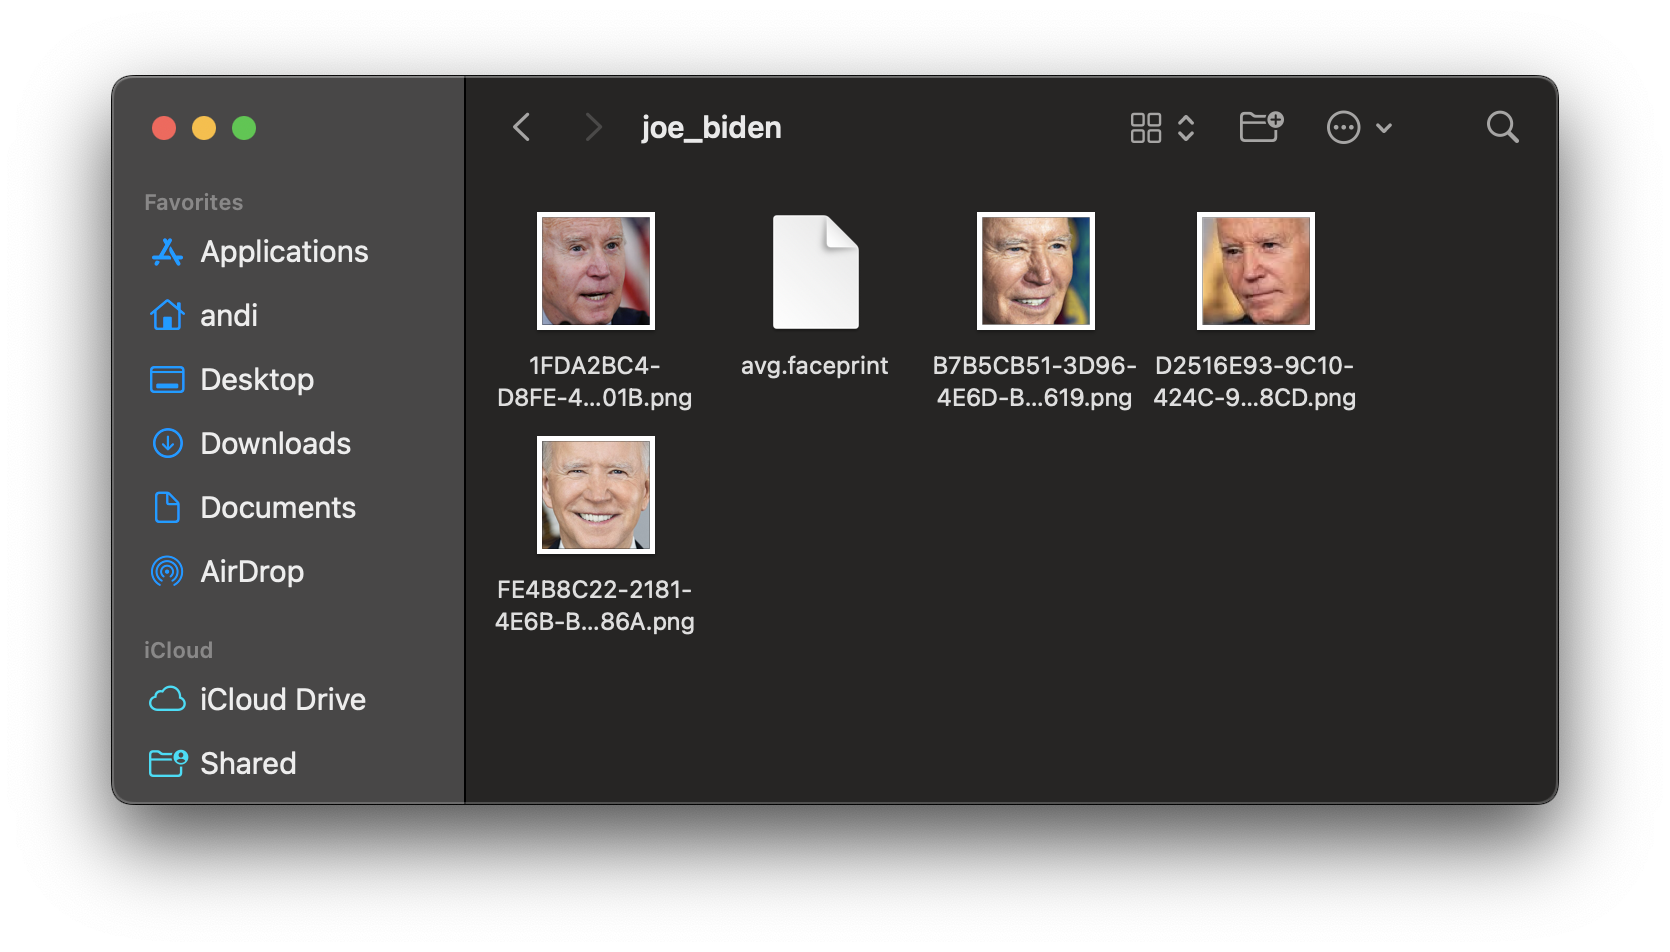 joe_biden
Favorites
Applications
andi
Desktop
Downloads
Documents
AirDrop
iCloud
iCloud Drive
Shared
1FDA2BC4-
D8FE-4...01B.png
avg.faceprint
B7B5CB51-3D96-
4E6D-B...619.png
D2516E93-9C10-
424C-9...8CD.png
FE4B8C22-2181-
4E6B-B...86A.png